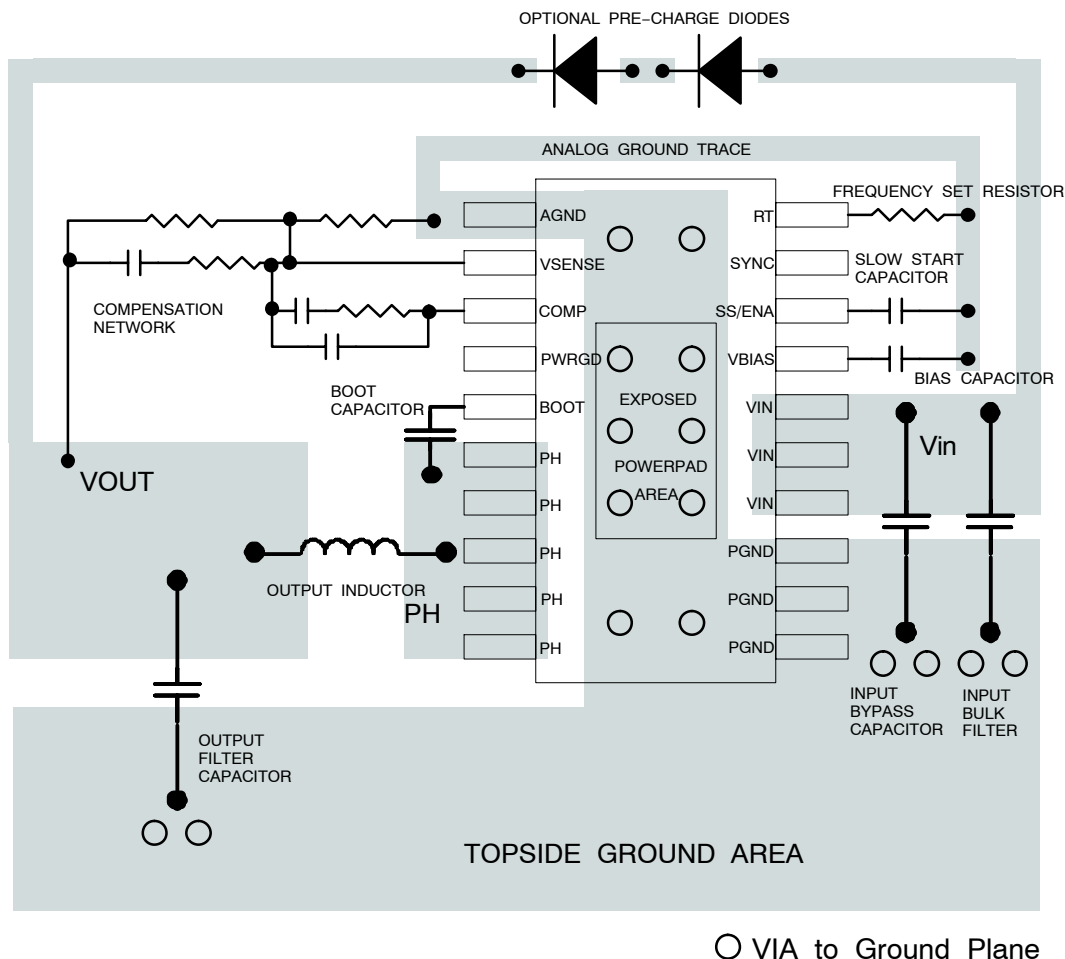 OPTIONAL PRE-CHARGE DIODES
ANALOG GROUND TRACE
FREQUENCY SET RESISTOR
AGND
RT
VSENSE
SYNC
SLOW START
CAPACITOR
COMPENSATION
NETWORK
COMP
SS/ENA
PWRGD
VBIAS
BIAS CAPACITOR
BOOT
CAPACITOR
BOOT
EXPOSED
POWERPAD
AREA
VIN
Vin
PH
VIN
VOUT
PH
VIN
OUTPUT INDUCTOR
PH
PH
PGND
PH
PGND
PH
PGND
INPUT
BYPASS
CAPACITOR
INPUT
BULK
FILTER
OUTPUT
FILTER
CAPACITOR
TOPSIDE GROUND AREA
VIA to Ground Plane